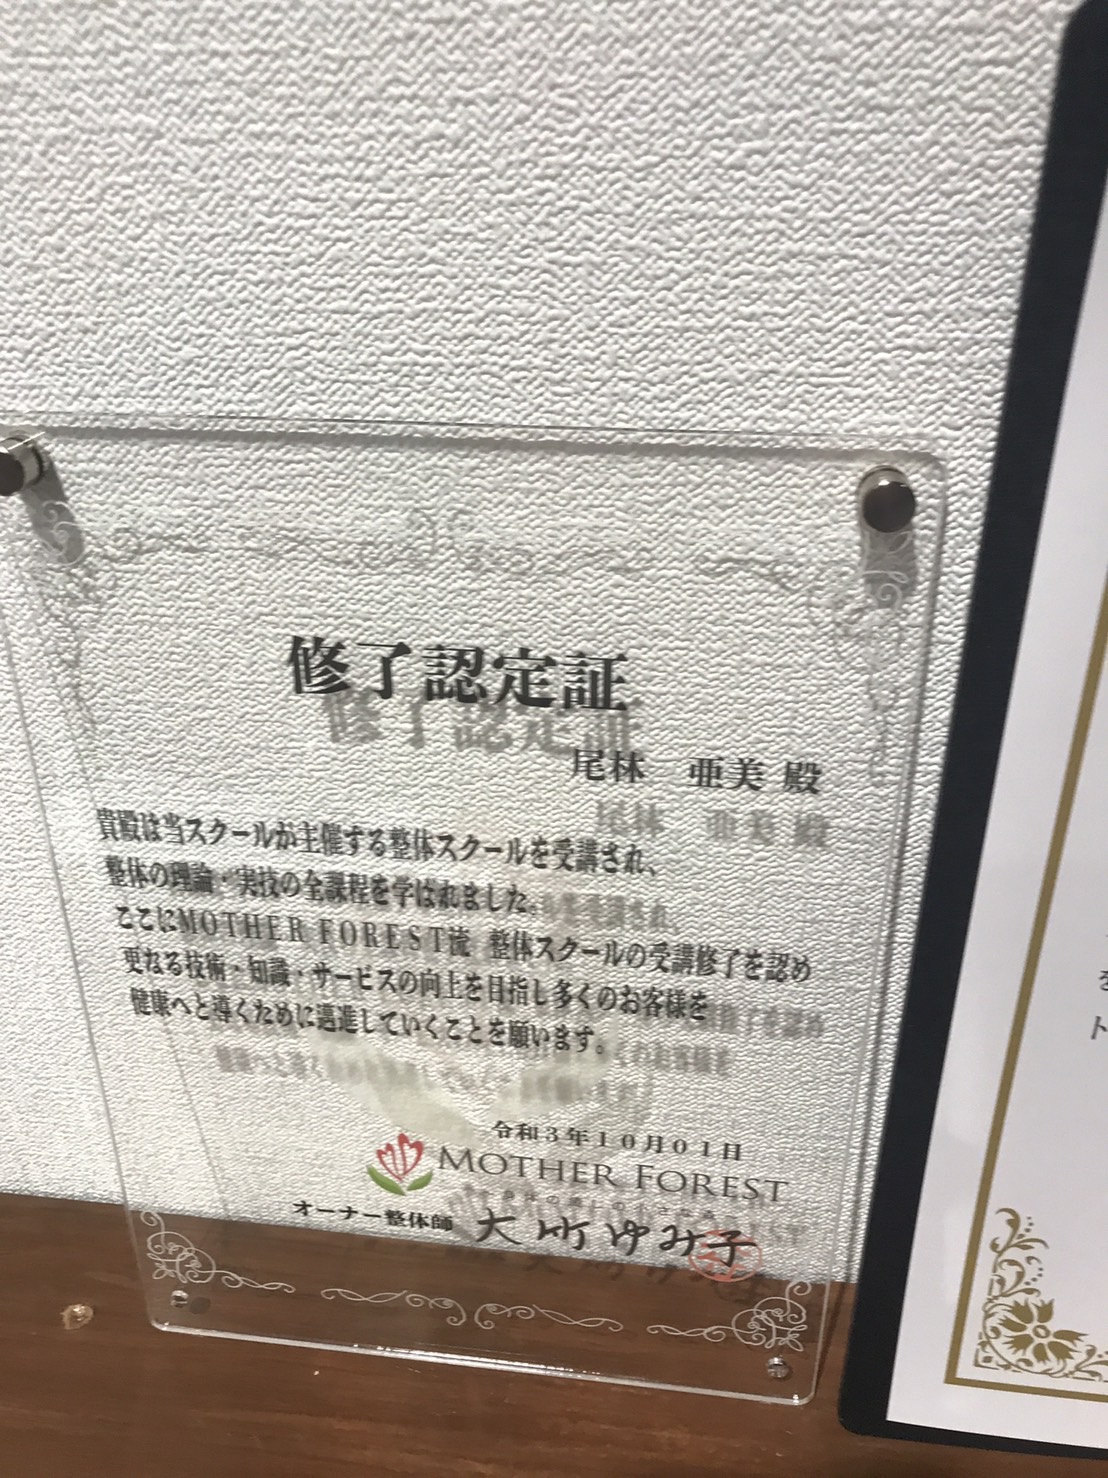 修了認定証
尾林 亜美 殿
貴殿は当スクールが主催する整体スクールを受講され、
整体の理論・実技の全課程を学ばれました。
ここにMOTHER FOREST流 整体スクールの受講修了を認め
更なる技術・知識・サービスの向上を目指し多くのお客様を
健康へと導くために邁進していくことを願います。
令和3年10月01日
MOTHER FOREST
オーナー整体師 大竹ゆみ子
を
ト